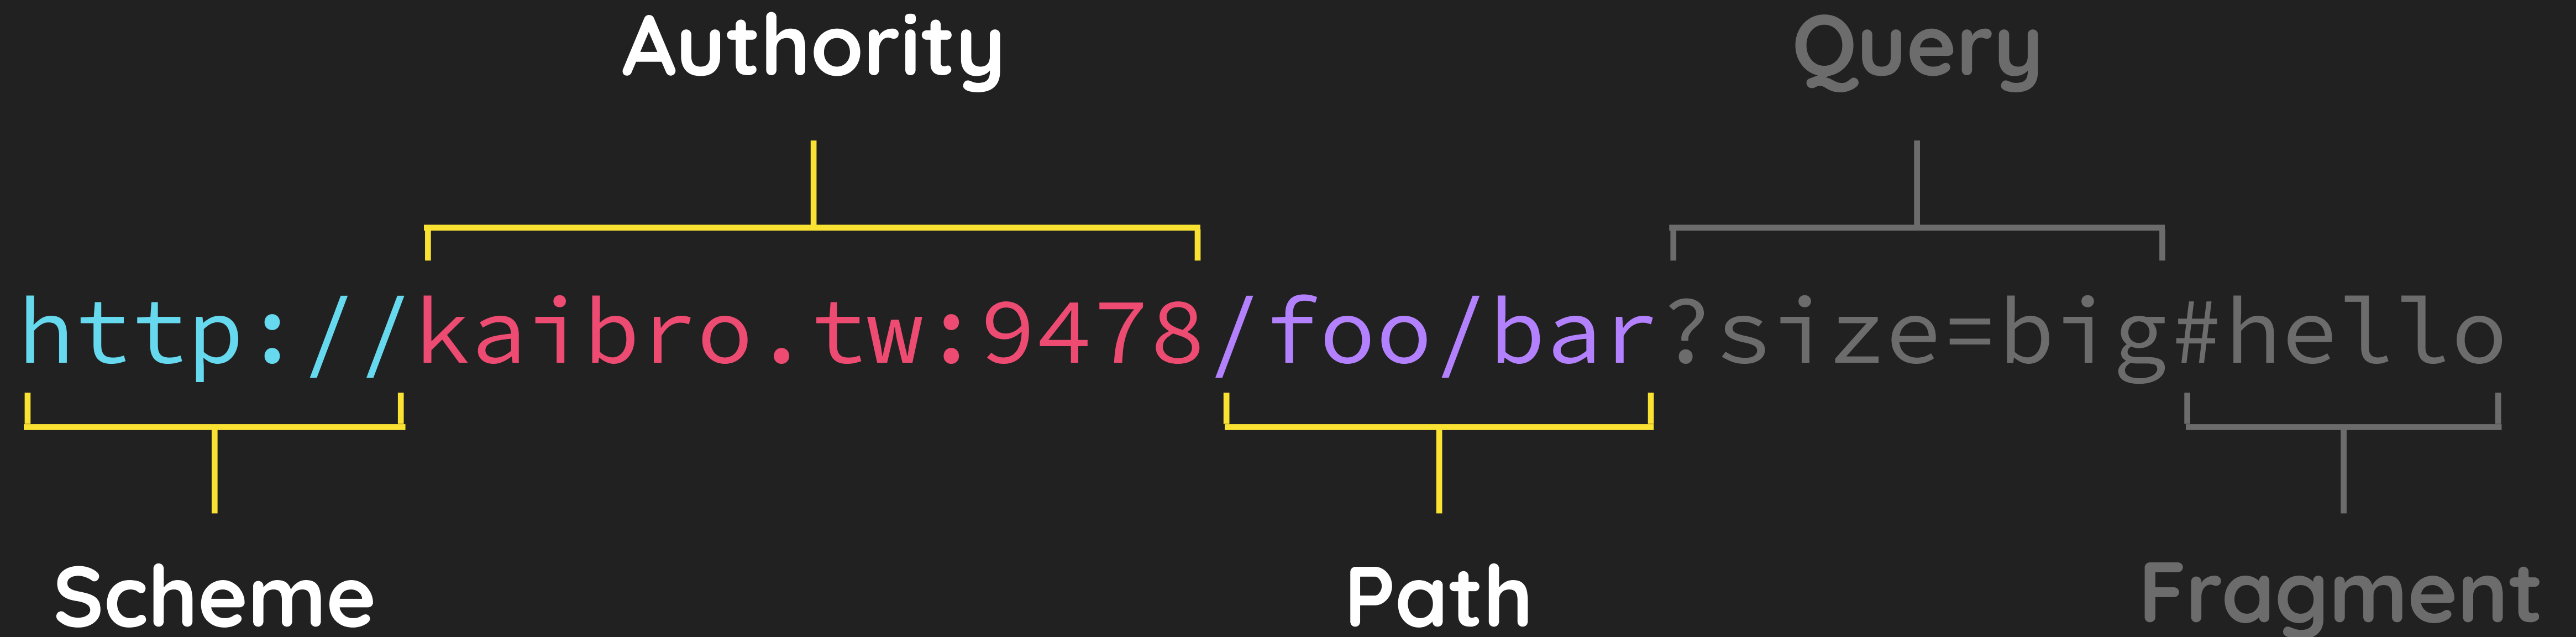 Authority Query
http://kaibro.tw:9478/foo/bar?size=big#hello
Scheme Path Fragment